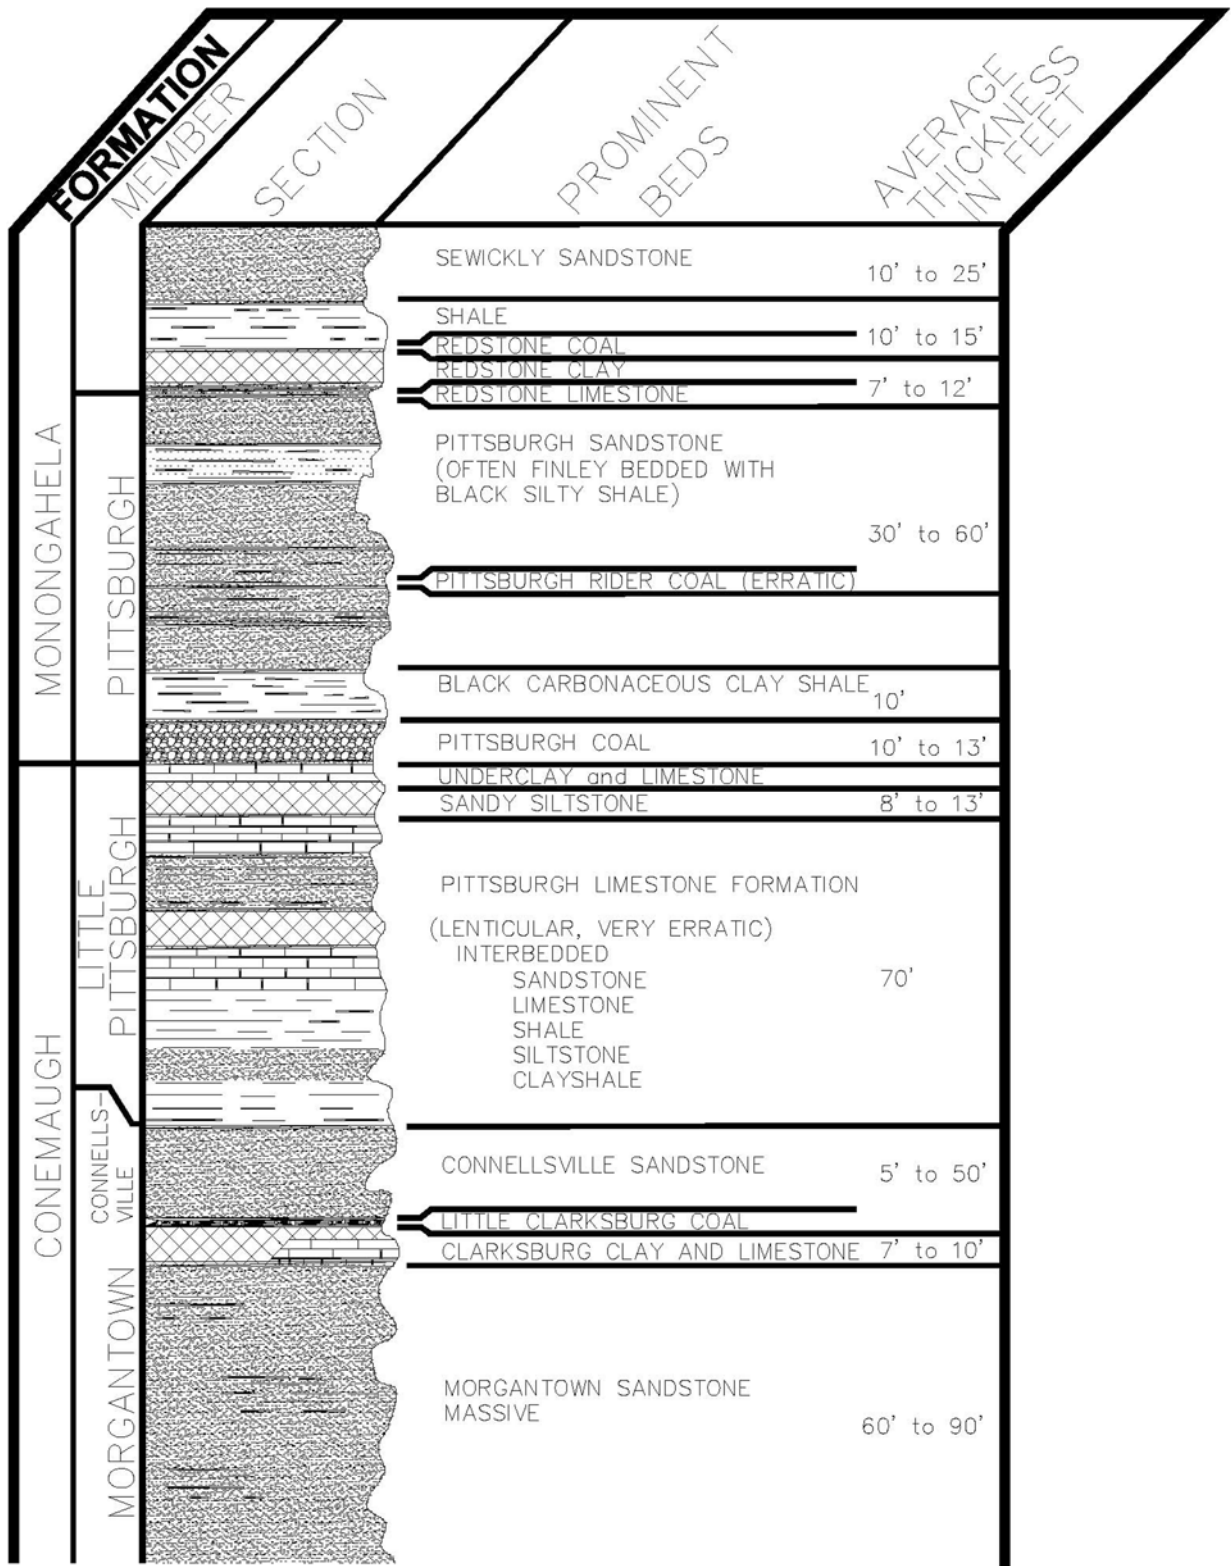 FORMATION
MEMBER
SECTION
PROMINENT
BEDS
AVERAGE
THICKNESS
IN FEET
MONONGAHELA
PITTSBURGH
CONEMAUGH
LITTLE
PITTSBURGH
CONNELLS-
VILLE
MORGANTOWN
SEWICKLY SANDSTONE
10' to 25'
SHALE
10' to 15'
REDSTONE COAL
REDSTONE CLAY
7' to 12'
REDSTONE LIMESTONE
PITTSBURGH SANDSTONE
(OFTEN FINLEY BEDDED WITH
BLACK SILTY SHALE)
30' to 60'
PITTSBURGH RIDER COAL (ERRATIC)
BLACK CARBONACEOUS CLAY SHALE
10'
PITTSBURGH COAL
10' to 13'
UNDERCLAY and LIMESTONE
SANDY SILTSTONE
8' to 13'
PITTSBURGH LIMESTONE FORMATION
(LENTICULAR, VERY ERRATIC)
INTERBEDDED
SANDSTONE
70'
LIMESTONE
SHALE
SILTSTONE
CLAYSHALE
CONNELLSVILLE SANDSTONE
5' to 50'
LITTLE CLARKSBURG COAL
CLARKSBURG CLAY AND LIMESTONE 7' to 10'
MORGANTOWN SANDSTONE
MASSIVE
60' to 90'